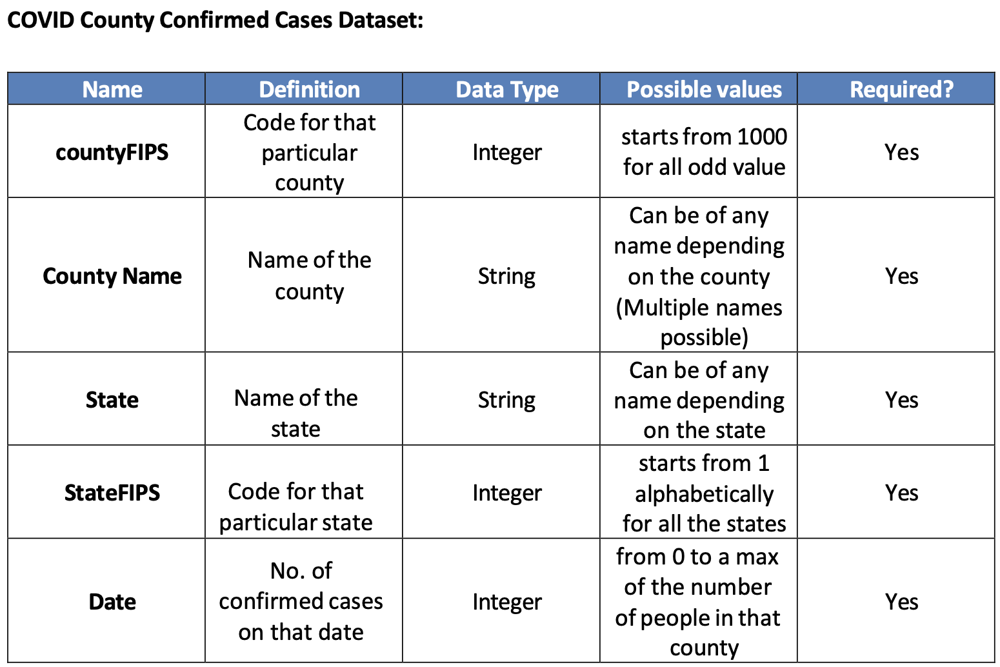 COVID County Confirmed Cases Dataset:
Name Definition Data Type Possible values Required?
countyFIPS
Code for that
particular
county
Integer
starts from 1000
for all odd value
Yes
County Name
Name of the
county
String
Can be of any
name depending
on the county
(Multiple names
possible)
Yes
State
Name of the
state
String
Can be of any
name depending
on the state
Yes
StateFIPS
Code for that
particular state
Integer
starts from 1
alphabetically
for all the states
Yes
Date
No. of
confirmed cases
on that date
Integer
from 0 to a max
of the number
of people in that
county
Yes